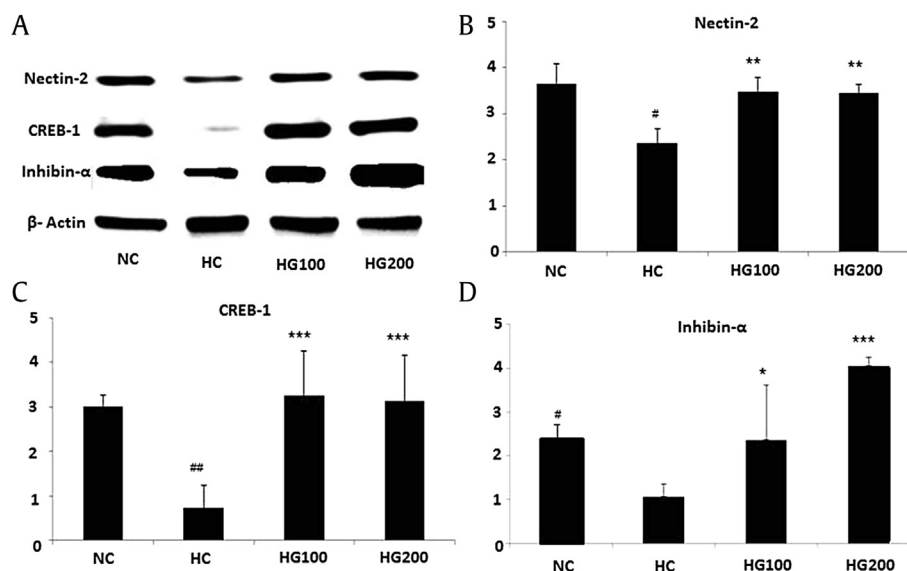 A
Nectin-2
CREB-1
Inhibin-α
β- Actin
NC HC HG100 HG200
B
Nectin-2
5
4
3
2
1
0
#
**
**
NC HC HG100 HG200
C
CREB-1
5
4
3
2
1
0
##
***
***
NC HC HG100 HG200
D
Inhibin-α
5
4
3
2
1
0
#
*
***
NC HC HG100 HG200